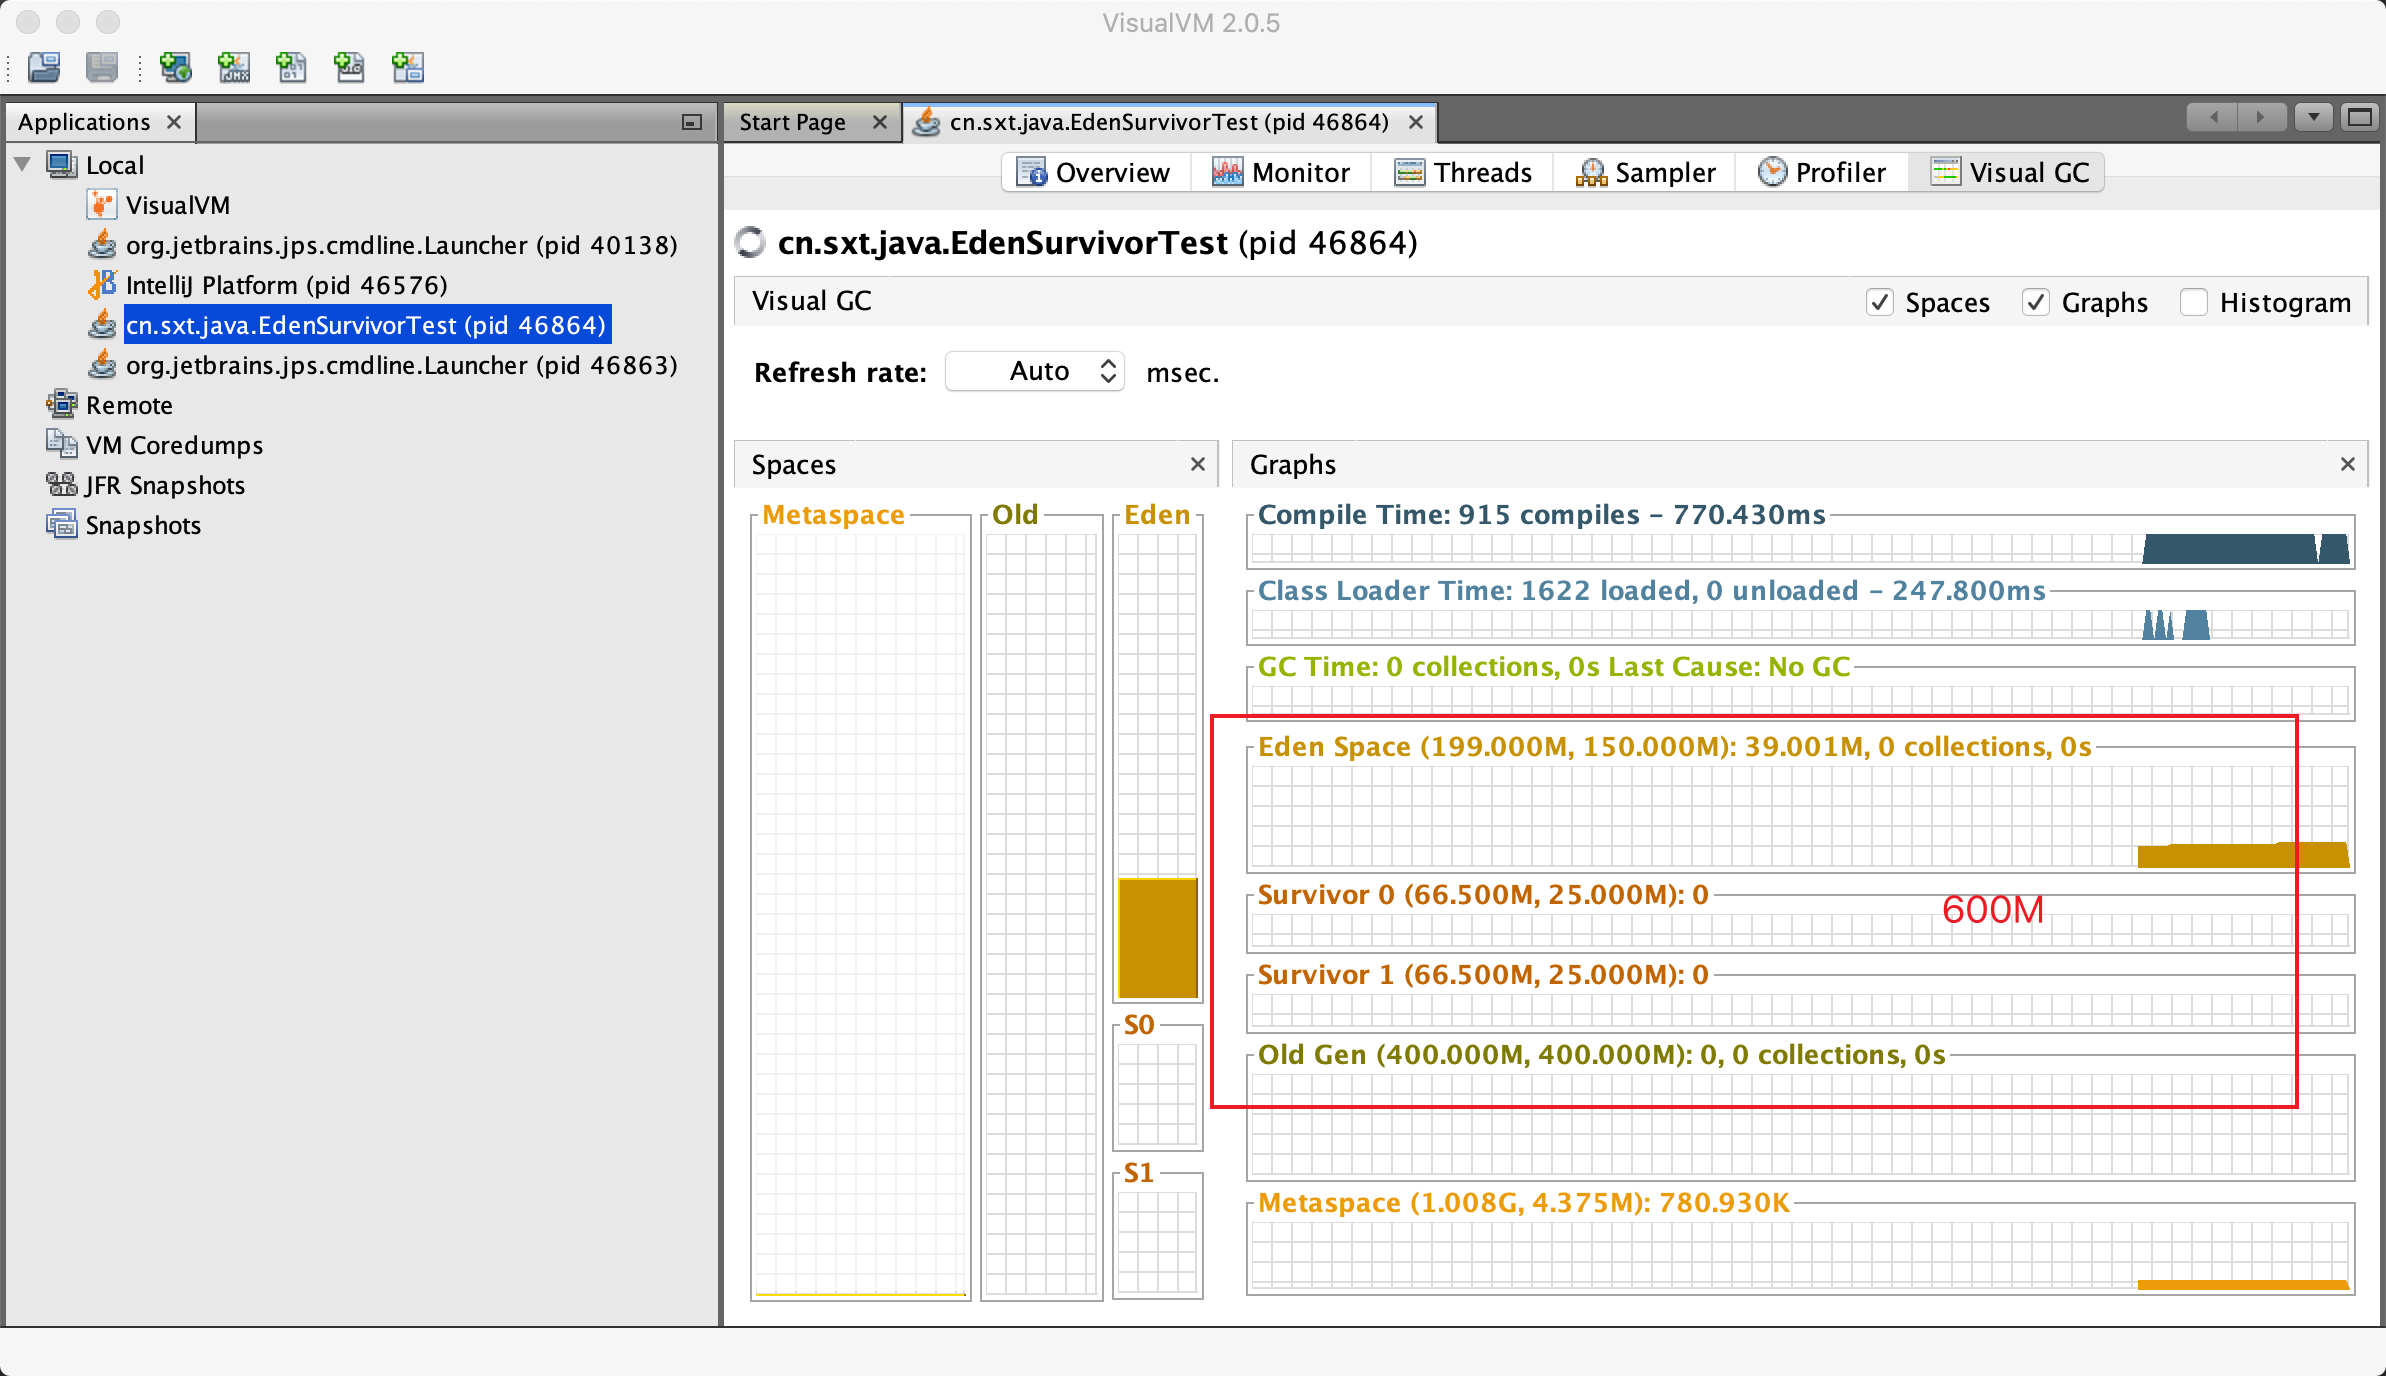 VisualVM 2.0.5
Applications
Start Page
cn.sxt.java.EdenSurvivorTest (pid 46864)
Local
VisualVM
org.jetbrains.jps.cmdline.Launcher (pid 40138)
IntelliJ Platform (pid 46576)
cn.sxt.java.EdenSurvivorTest (pid 46864)
org.jetbrains.jps.cmdline.Launcher (pid 46863)
Remote
VM Coredumps
JFR Snapshots
Snapshots
Overview
Monitor
Threads
Sampler
Profiler
Visual GC
cn.sxt.java.EdenSurvivorTest (pid 46864)
Visual GC
Spaces
Graphs
Histogram
Refresh rate: Auto msec.
Spaces
Metaspace
Old
Eden
S0
S1
Graphs
Compile Time: 915 compiles - 770.430ms
Class Loader Time: 1622 loaded, 0 unloaded - 247.800ms
GC Time: 0 collections, 0s Last Cause: No GC
Eden Space (199.000M, 150.000M): 39.001M, 0 collections, 0s
Survivor 0 (66.500M, 25.000M): 0
600M
Survivor 1 (66.500M, 25.000M): 0
Old Gen (400.000M, 400.000M): 0, 0 collections, 0s
Metaspace (1.008G, 4.375M): 780.930K